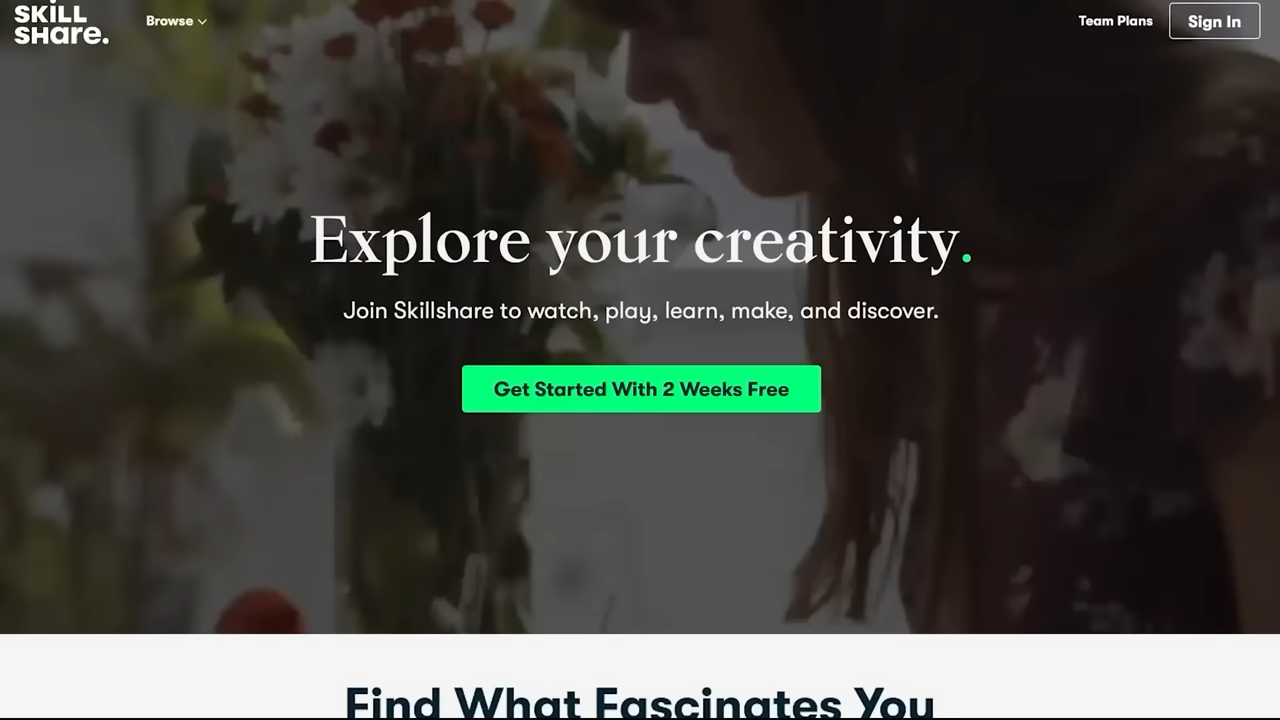 SKILL
SHare.
Browse
Team Plans
Sign In
Explore your creativity.
Join Skillshare to watch, play, learn, make, and discover.
Get Started With 2 Weeks Free
Find What Fascinates You